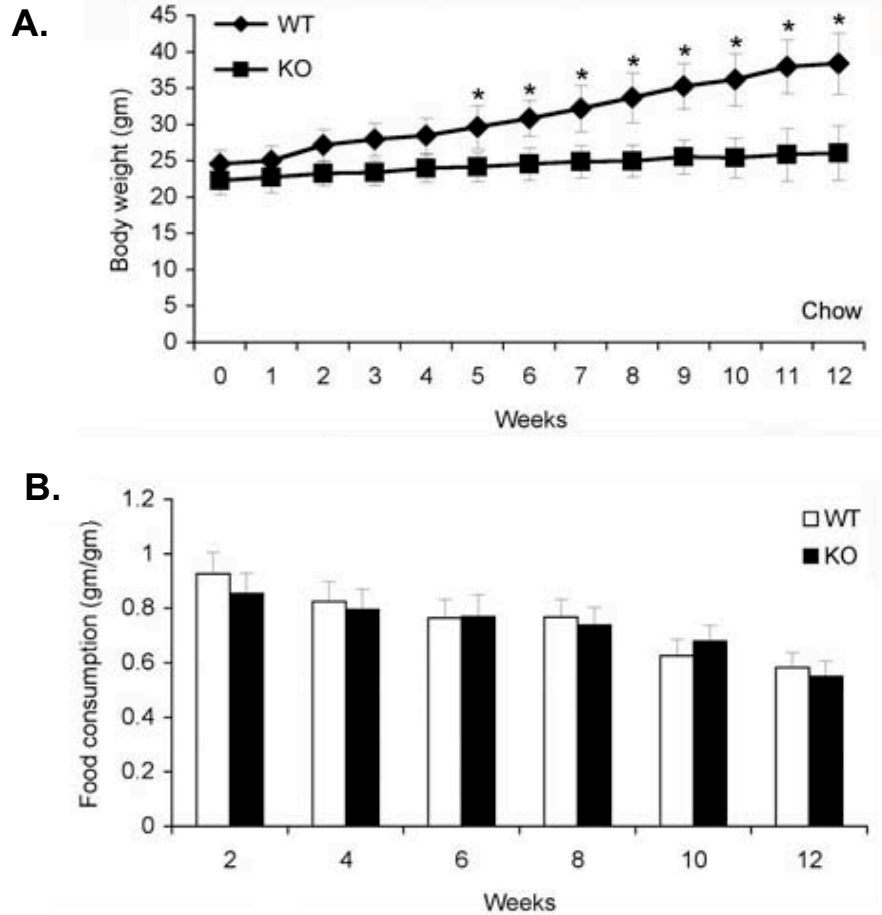 A.
Body weight (gm)
45
40
35
30
25
20
15
10
5
0
WT
KO
* * * * * * * *
Chow
0 1 2 3 4 5 6 7 8 9 10 11 12
Weeks
B.
Food consumption (gm/gm)
1.2
1
0.8
0.6
0.4
0.2
0
WT
KO
2 4 6 8 10 12
Weeks